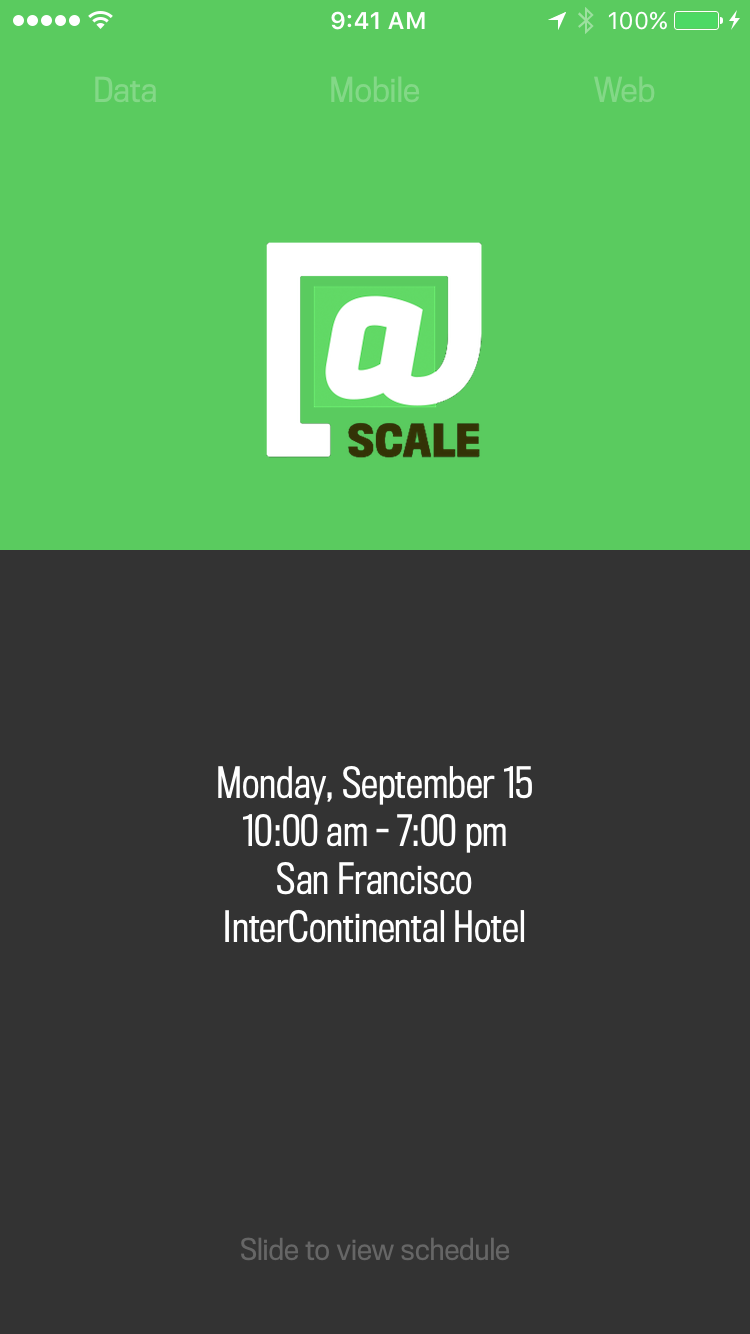 9:41 AM
100%
Data Mobile Web
@
SCALE
Monday, September 15
10:00 am - 7:00 pm
San Francisco
InterContinental Hotel
Slide to view schedule